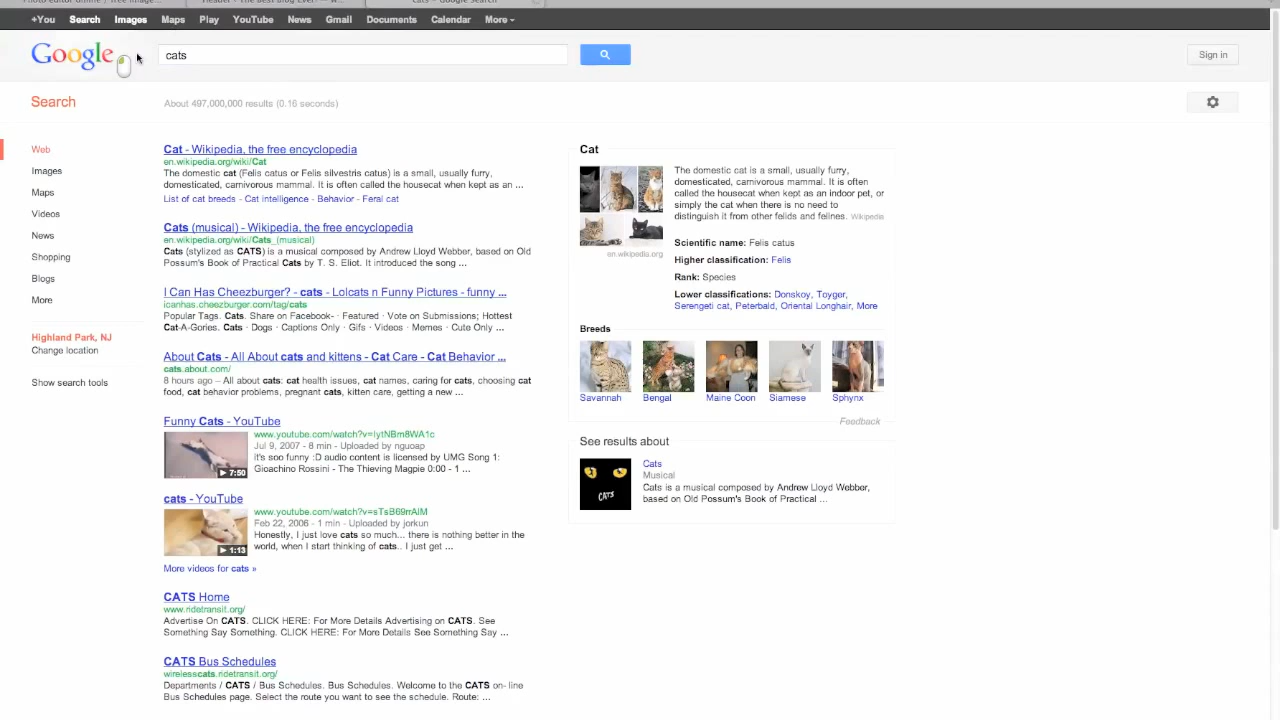 +You Search Images Maps Play YouTube News Gmail Documents Calendar More
Google
cats
Sign in
Search
About 497,000,000 results (0.16 seconds)
Web
Images
Maps
Videos
News
Shopping
Blogs
More
Highland Park, NJ
Change location
Show search tools
Cat - Wikipedia, the free encyclopedia
en.wikipedia.org/wiki/Cat
The domestic cat (Felis catus or Felis silvestris catus) is a small, usually furry,
domesticated, carnivorous mammal. It is often called the housecat when kept as an ...
List of cat breeds - Cat intelligence - Behavior - Feral cat
Cats (musical) - Wikipedia, the free encyclopedia
en.wikipedia.org/wiki/Cats_(musical)
Cats (stylized as CATS) is a musical composed by Andrew Lloyd Webber, based on Old
Possum's Book of Practical Cats by T. S. Eliot. It introduced the song ...
I Can Has Cheezburger? - cats - Lolcats n Funny Pictures - funny ...
icanhas.cheezburger.com/tag/cats
Popular Tags. Cats. Share on Facebook- · Featured · Vote on Submissions; Hottest
Cat-A-Gories. Cats · Dogs · Captions Only · Gifs · Videos · Memes · Cute Only ...
About Cats - All About cats and kittens - Cat Care - Cat Behavior ...
cats.about.com/
8 hours ago – All about cats: cat health issues, cat names, caring for cats, choosing cat
food, cat behavior problems, pregnant cats, kitten care, getting a new ...
Funny Cats - YouTube
7:50
Jul 9, 2007 - 8 min - Uploaded by nguoap
it's soo funny :D audio content is licensed by UMG Song 1:
Gioachino Rossini - The Thieving Magpie 0:00 - 1 ...
cats - YouTube
1:13
Feb 22, 2006 - 1 min - Uploaded by jorkun
Honestly, I just love cats so much... there is nothing better in the
world, when I start thinking of cats.. I just get ...
More videos for cats »
CATS Home
www.ridetransit.org/
Advertise On CATS. CLICK HERE: For More Details Advertising on CATS. See
Something Say Something. CLICK HERE: For More Details See Something Say ...
CATS Bus Schedules
wirelesscats.ridetransit.org/
Departments / CATS / Bus Schedules. Bus Schedules. Welcome to the CATS on- line
Bus Schedules page. Select the route you want to see the schedule. Route: ...
Cat
en.wikipedia.org
The domestic cat is a small, usually furry,
domesticated, carnivorous mammal. It is often
called the housecat when kept as an indoor pet, or
simply the cat when there is no need to
distinguish it from other felids and felines. Wikipedia
Scientific name: Felis catus
Higher classification: Felis
Rank: Species
Lower classifications: Donskoy, Toyger,
Serengeti cat, Peterbald, Oriental Longhair, More
Breeds
Savannah Bengal Maine Coon Siamese Sphynx
Feedback
See results about
CATS
Cats
Musical
Cats is a musical composed by Andrew Lloyd Webber,
based on Old Possum's Book of Practical ...